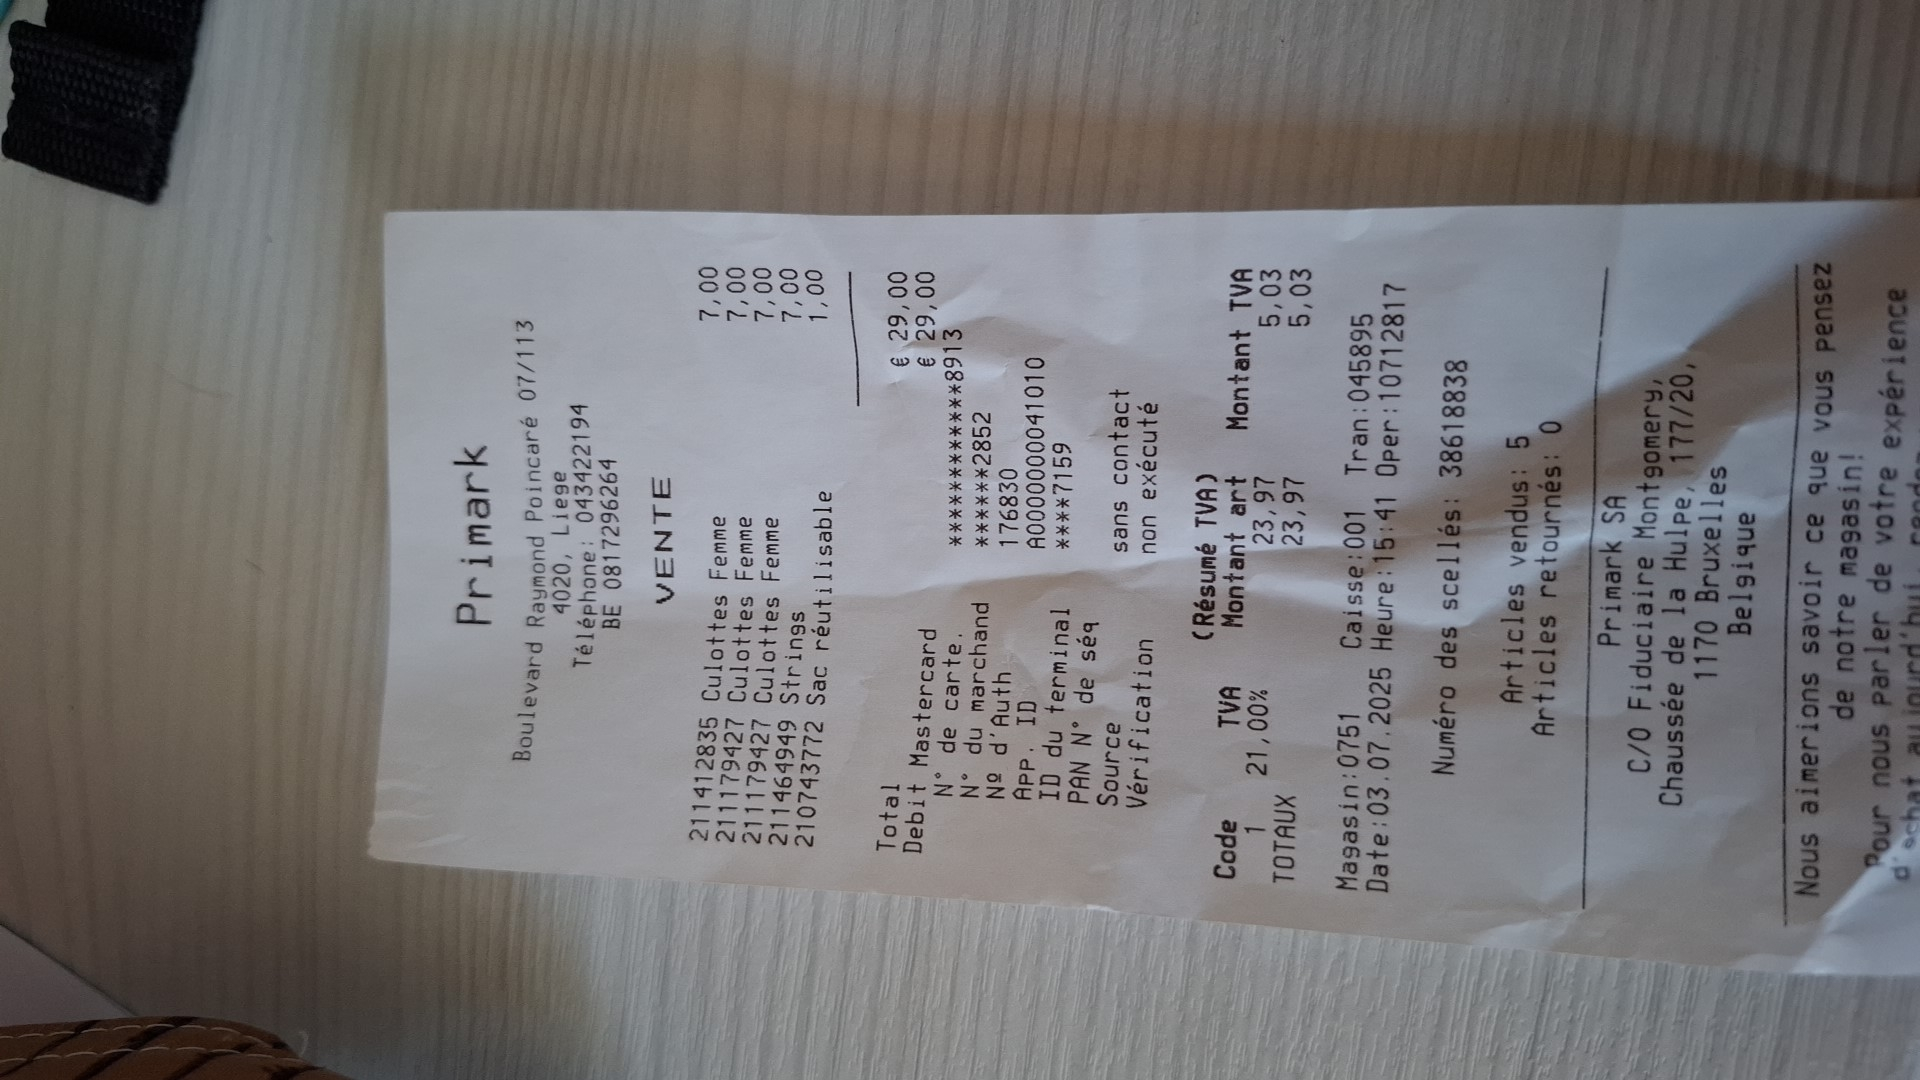 Primark
Boulevard Raymond Poincaré 07/113
4020, Liege
Téléphone: 043422194
BE 0817296264
VENTE
211412835 Culottes Femme 7,00
211179427 Culottes Femme 7,00
211179427 Culottes Femme 7,00
211464949 Strings 7,00
210743772 Sac réutilisable 1,00
Total € 29,00
Debit Mastercard € 29,00
N° de carte. ************8913
N° du marchand ******2852
Nº d'Auth 176830
App. ID A0000000041010
ID du terminal ****7159
PAN N° de séq
Source sans contact
Vérification non exécuté
(Résumé TVA)
Code TVA Montant art Montant TVA
1 21,00% 23,97 5,03
TOTAUX 23,97 5,03
Magasin:0751 Caisse:001 Tran:045895
Date:03.07.2025 Heure:15:41 Oper:10712817
Numéro des scellés: 38618838
Articles vendus: 5
Articles retournés: 0
Primark SA
C/O Fiduciaire Montgomery,
Chaussée de la Hulpe, 177/20,
1170 Bruxelles
Belgique
Nous aimerions savoir ce que vous pensez
de notre magasin!
Pour nous parler de votre expérience
d'achat aujourd'hui,